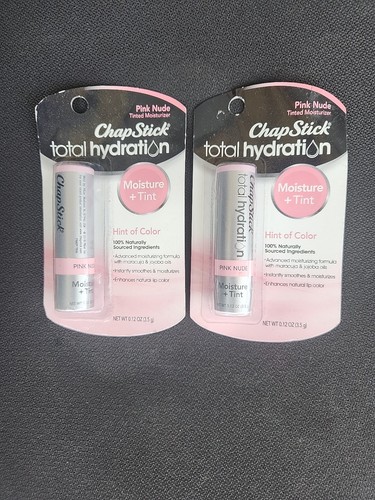 Pink Nude
Tinted Moisturizer
ChapStick
total hydration
Moisture
+ Tint
Hint of Color
100% Naturally
Sourced Ingredients
•Advanced moisturizing formula
with maracuja & jojoba oils
•Instantly smoothes & moisturizes
•Enhances natural lip color
NET WT 0.12 OZ (3.5 g)
ChapStick
PINK NU
Moistu
+ Tint
Pink Nude
Tinted Moisturizer
ChapStick
total hydration
Moisture
+ Tint
Hint of Color
100% Naturally
Sourced Ingredients
•Advanced moisturizing formula
with maracuja & jojoba oils
•Instantly smoothes & moisturizes
•Enhances natural lip color
NET WT 0.12 OZ (3.5 g)
ChapStick
total hydration
PINK NUDE
Moisture
+ Tint